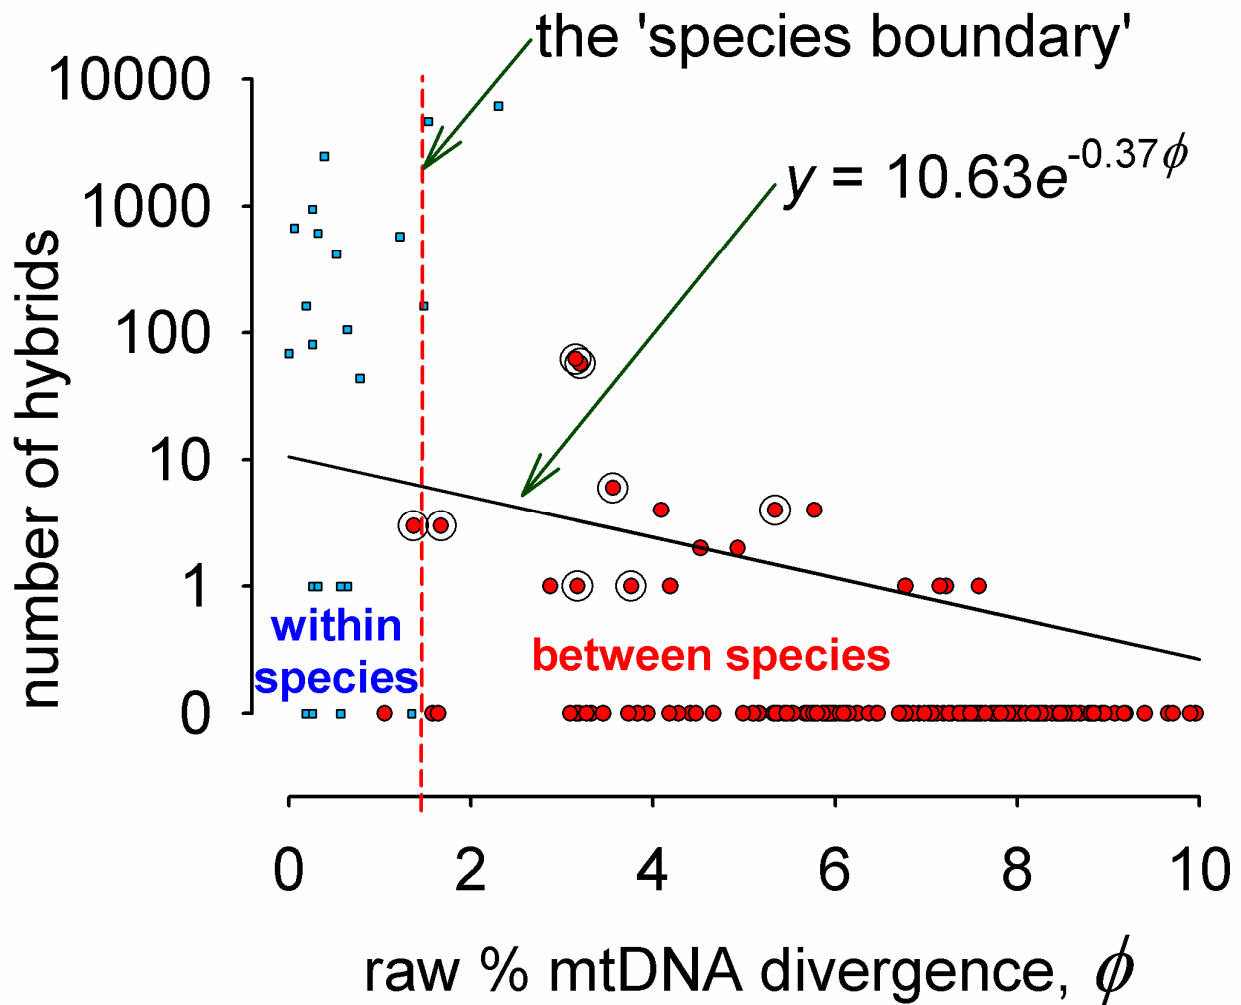 the 'species boundary'
y = 10.63e^-0.37ϕ
10000
1000
100
10
1
0
number of hybrids
within
species
between species
0 2 4 6 8 10
raw % mtDNA divergence, ϕ